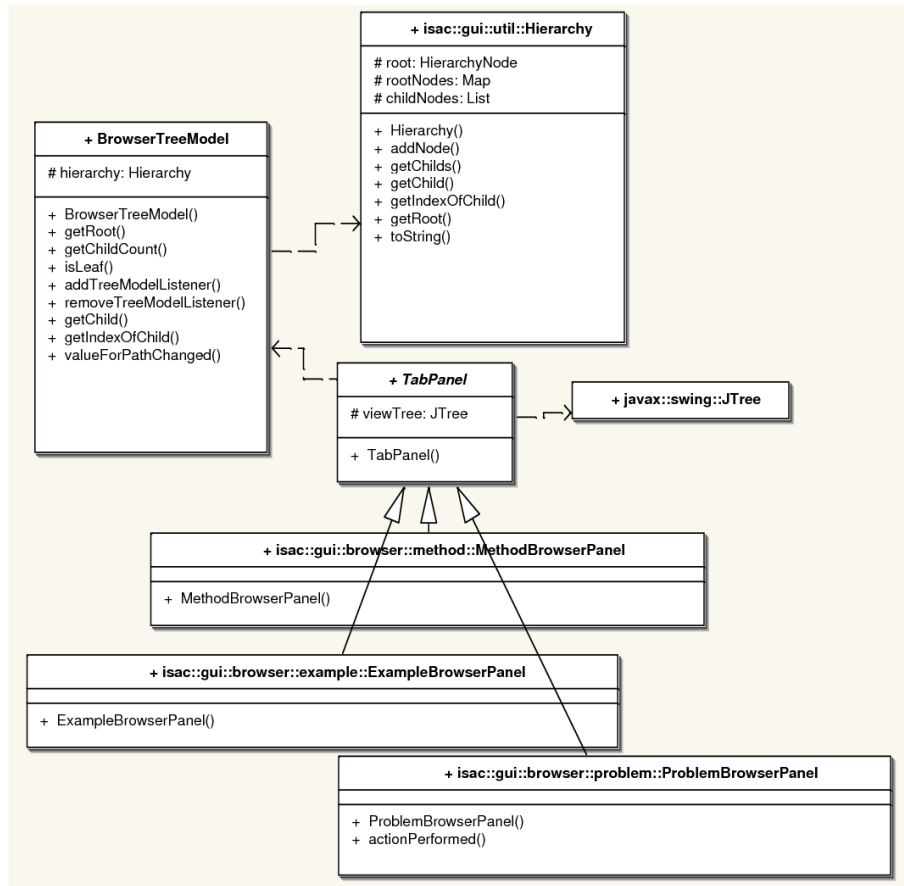 + isac::gui::util::Hierarchy
# root: HierarchyNode
# rootNodes: Map
# childNodes: List
+ Hierarchy()
+ addNode()
+ getChilds()
+ getChild()
+ getIndexOfChild()
+ getRoot()
+ toString()
+ BrowserTreeModel
# hierarchy: Hierarchy
+ BrowserTreeModel()
+ getRoot()
+ getChildCount()
+ isLeaf()
+ addTreeModelListener()
+ removeTreeModelListener()
+ getChild()
+ getIndexOfChild()
+ valueForPathChanged()
+ TabPanel
# viewTree: JTree
+ TabPanel()
+ javax::swing::JTree
+ isac::gui::browser::method::MethodBrowserPanel
+ MethodBrowserPanel()
+ isac::gui::browser::example::ExampleBrowserPanel
+ ExampleBrowserPanel()
+ isac::gui::browser::problem::ProblemBrowserPanel
+ ProblemBrowserPanel()
+ actionPerformed()